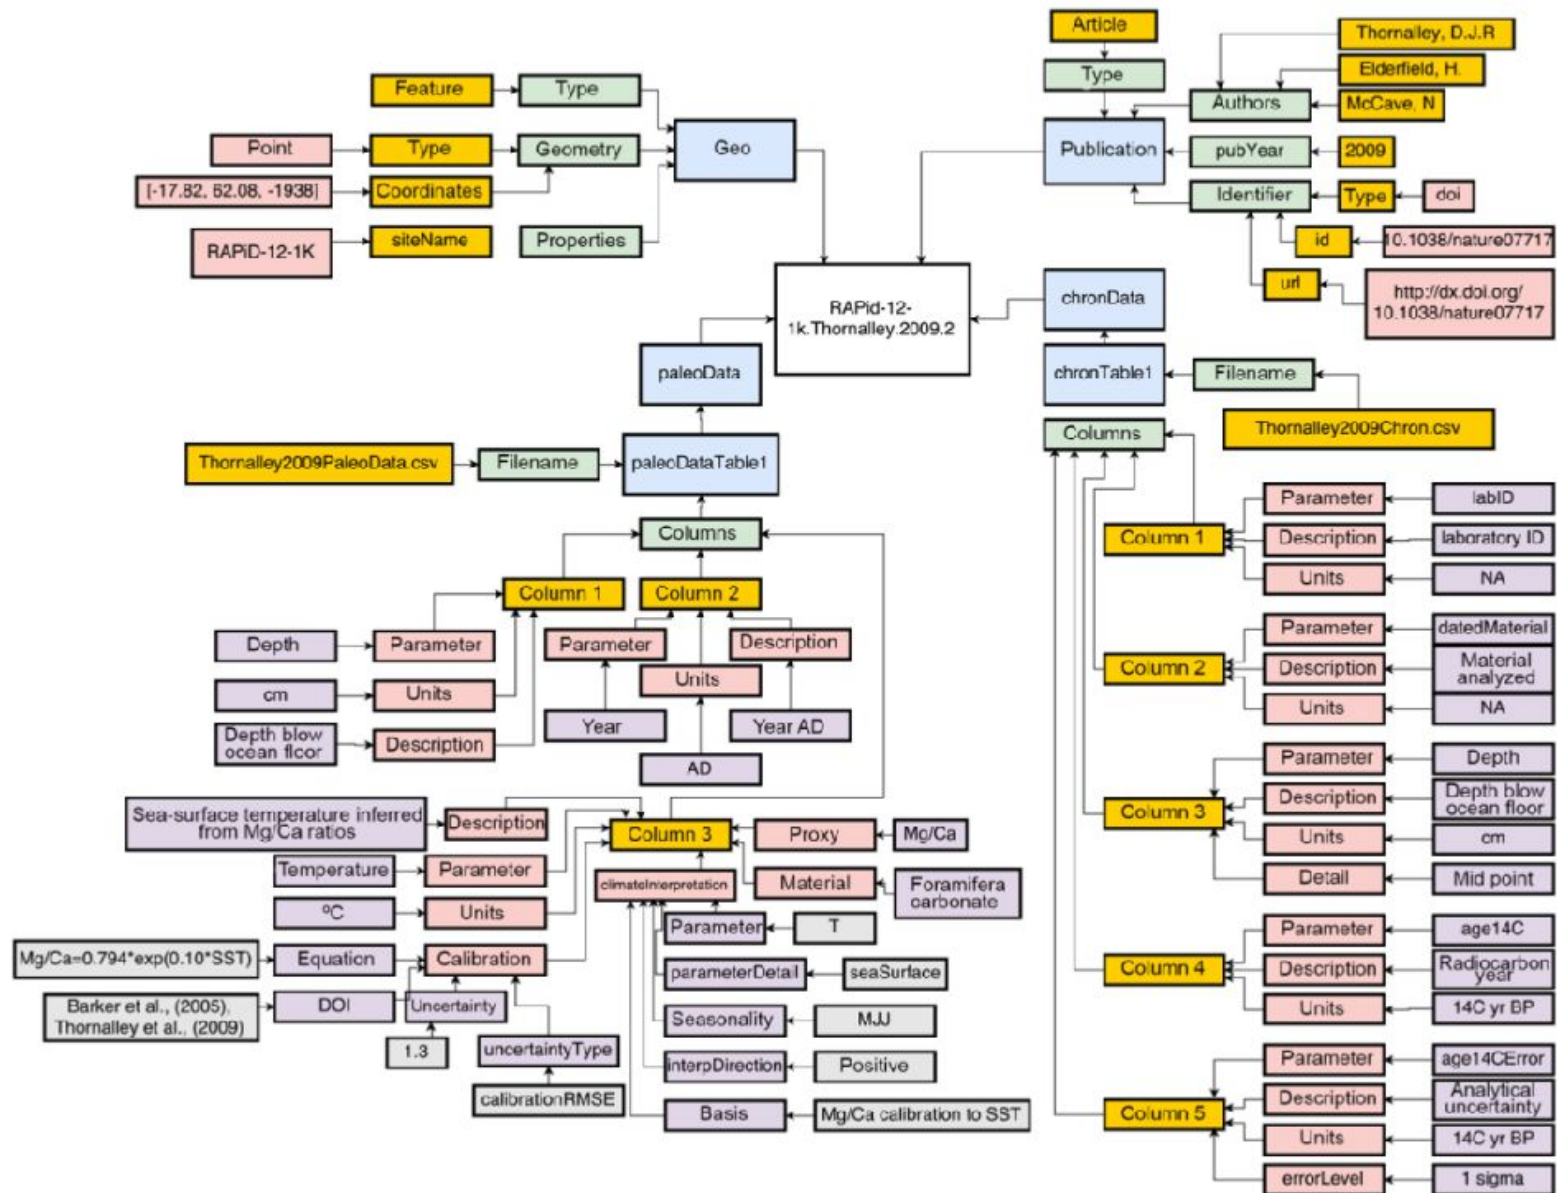 Article
Thornalley, D.J.R
Type
Elderfield, H.
Feature
Type
Authors
McCave, N
Point
Type
Geometry
Geo
Publication
pubYear
2009
[-17.82, 62.08, -1938]
Coordinates
Identifier
Type
doi
RAPiD-12-1K
siteName
Properties
id
10.1038/nature07717
url
http://dx.doi.org/
10.1038/nature07717
RAPid-12-
1k.Thornalley.2009.2
chronData
paleoData
chronTable1
Filename
Thornalley2009Chron.csv
Columns
Thornalley2009PaleoData.csv
Filename
paleoDataTable1
Columns
Column 1
Column 2
Depth
Parameter
Parameter
Description
cm
Units
Units
Depth blow
ocean floor
Description
Year
Year AD
AD
Sea-surface temperature inferred
from Mg/Ca ratios
Description
Column 3
Proxy
Mg/Ca
Temperature
Parameter
climateInterpretation
Material
Foramifera
carbonate
ºC
Units
Parameter
T
Mg/Ca=0.794*exp(0.10*SST)
Equation
Calibration
parameterDetail
seaSurface
Barker et al., (2005),
Thornalley et al., (2009)
DOI
Uncertainty
Seasonality
MJJ
1.3
uncertaintyType
interpDirection
Positive
calibrationRMSE
Basis
Mg/Ca calibration to SST
Column 1
Parameter
labID
Description
laboratory ID
Units
NA
Column 2
Parameter
datedMaterial
Description
Material
analyzed
Units
NA
Column 3
Parameter
Depth
Description
Depth blow
ocean floor
Units
cm
Detail
Mid point
Column 4
Parameter
age14C
Description
Radiocarbon
year
Units
14C yr BP
Column 5
Parameter
age14CError
Description
Analytical
uncertainty
Units
14C yr BP
errorLevel
1 sigma